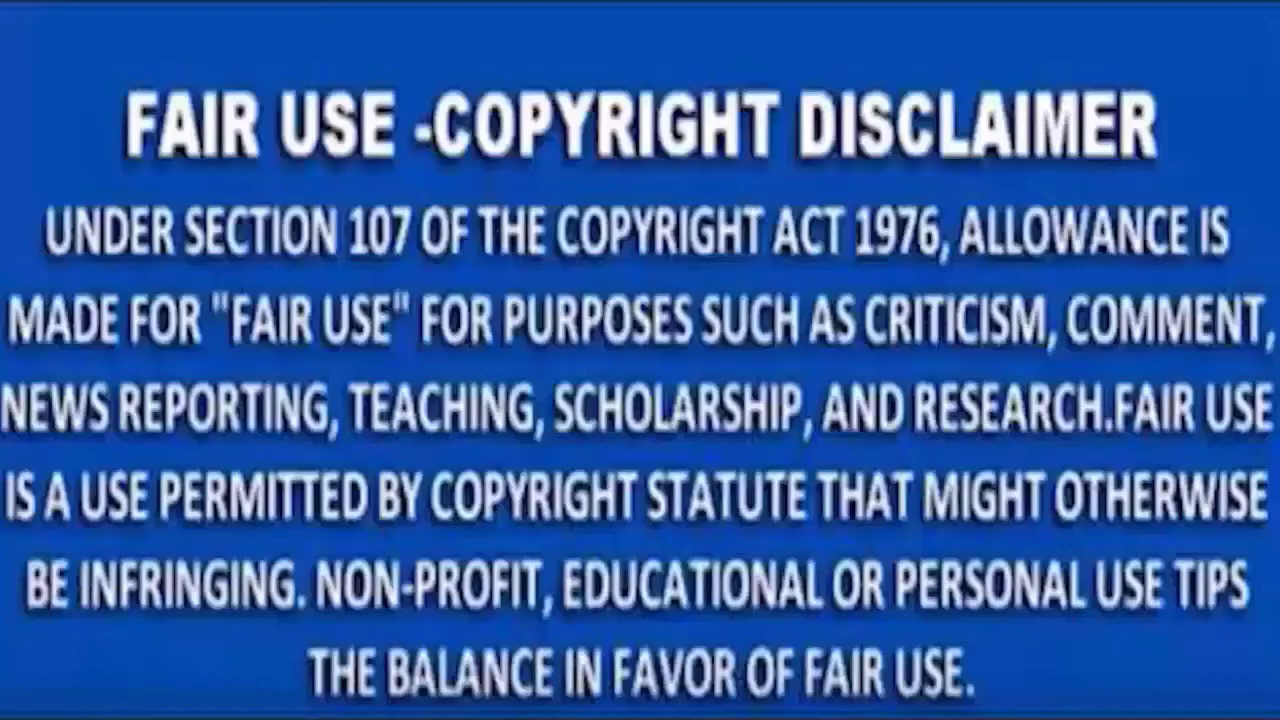 FAIR USE -COPYRIGHT DISCLAIMER
UNDER SECTION 107 OF THE COPYRIGHT ACT 1976, ALLOWANCE IS
MADE FOR "FAIR USE" FOR PURPOSES SUCH AS CRITICISM, COMMENT,
NEWS REPORTING, TEACHING, SCHOLARSHIP, AND RESEARCH.FAIR USE
IS A USE PERMITTED BY COPYRIGHT STATUTE THAT MIGHT OTHERWISE
BE INFRINGING. NON-PROFIT, EDUCATIONAL OR PERSONAL USE TIPS
THE BALANCE IN FAVOR OF FAIR USE.